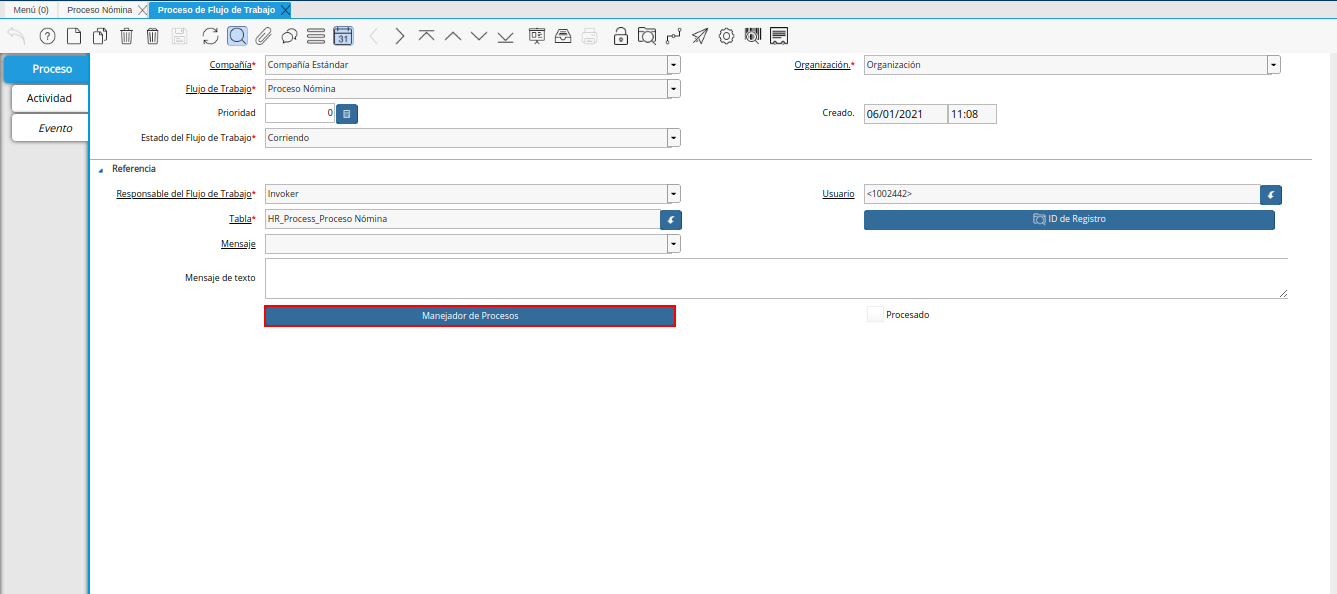 Menú (0) Proceso Nómina Proceso de Flujo de Trabajo
31
Proceso
Actividad
Evento
Compañía* Compañía Estándar Organización.* Organización
Flujo de Trabajo* Proceso Nómina
Prioridad 0 Creado. 06/01/2021 11:08
Estado del Flujo de Trabajo* Corriendo
Referencia
Responsable del Flujo de Trabajo* Invoker Usuario <1002442>
Tabla* HR_Process_Proceso Nómina ID de Registro
Mensaje
Mensaje de texto
Manejador de Procesos Procesado